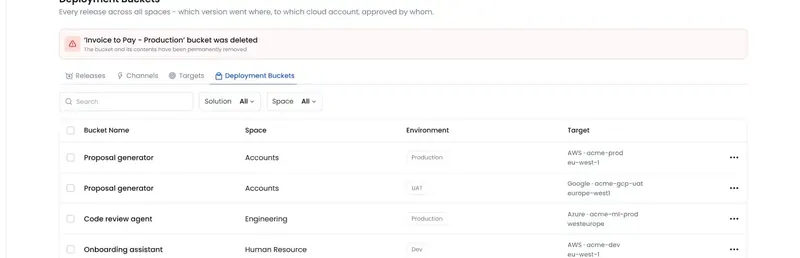 Deployment Buckets
Every release across all spaces - which version went where, to which cloud account, approved by whom.
'Invoice to Pay - Production' bucket was deleted
The bucket and its contents have been permanently removed.
Releases Channels Targets Deployment Buckets
Search Solution All Space All
Bucket Name Space Environment Target
Proposal generator Accounts Production AWS · acme-prod
eu-west-1
Proposal generator Accounts UAT Google · acme-gcp-uat
europe-west1
Code review agent Engineering Production Azure · acme-ml-prod
westeurope
Onboarding assistant Human Resource Dev AWS · acme-dev
eu-west-1